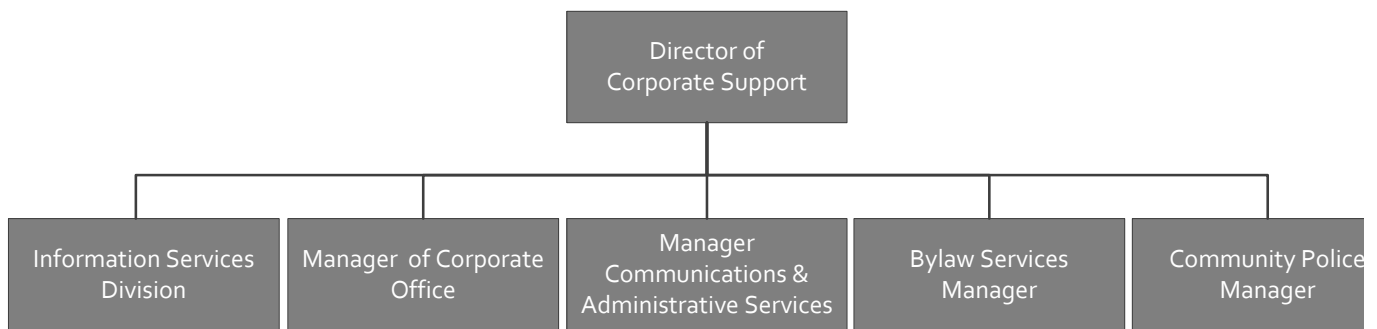 Director of
Corporate Support
Information Services
Division
Manager of Corporate
Office
Manager
Communications &
Administrative Services
Bylaw Services
Manager
Community Police
Manager